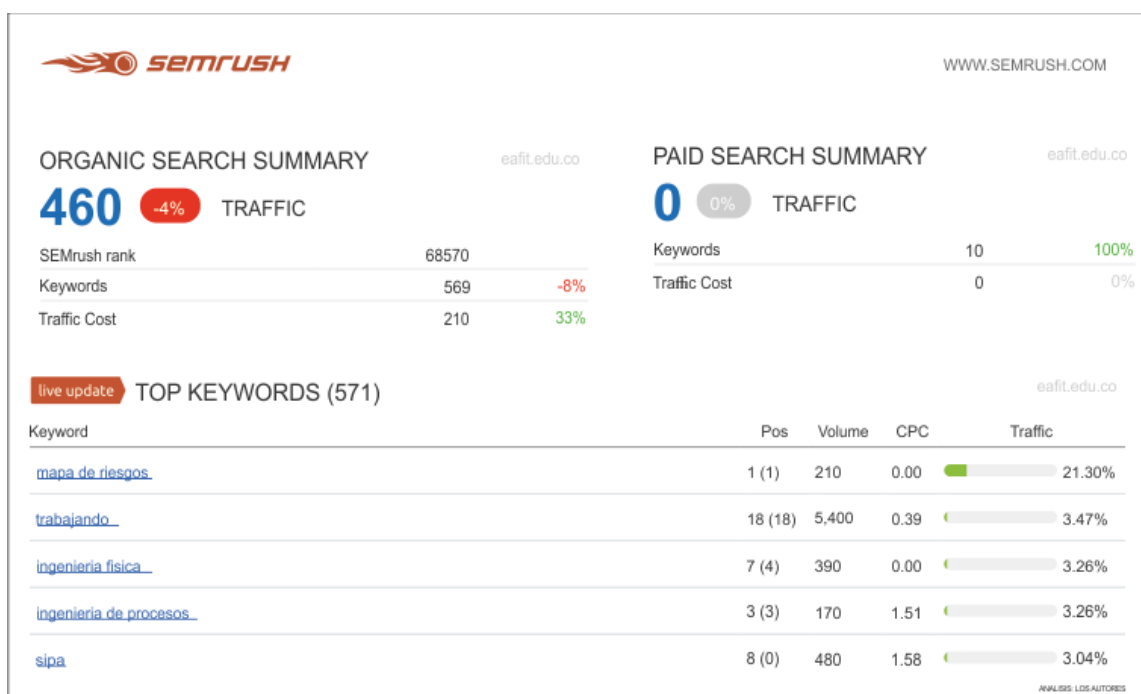 semrush WWW.SEMRUSH.COM
ORGANIC SEARCH SUMMARY eafit.edu.co
460 -4% TRAFFIC
SEMrush rank 68570
Keywords 569 -8%
Traffic Cost 210 33%
PAID SEARCH SUMMARY eafit.edu.co
0 0% TRAFFIC
Keywords 10 100%
Traffic Cost 0 0%
live update TOP KEYWORDS (571) eafit.edu.co
Keyword Pos Volume CPC Traffic
mapa de riesgos 1 (1) 210 0.00 21.30%
trabajando 18 (18) 5,400 0.39 3.47%
ingenieria fisica 7 (4) 390 0.00 3.26%
ingenieria de procesos 3 (3) 170 1.51 3.26%
sipa 8 (0) 480 1.58 3.04%
ANALISIS: LOS AUTORES